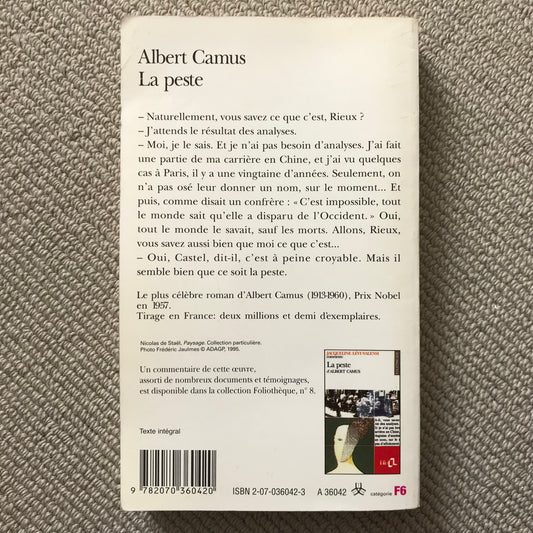 Albert Camus
La peste
– Naturellement, vous savez ce que c'est, Rieux ?
– J'attends le résultat des analyses.
– Moi, je le sais. Et je n'ai pas besoin d'analyses. J'ai fait
une partie de ma carrière en Chine, et j'ai vu quelques
cas à Paris, il y a une vingtaine d'années. Seulement, on
n'a pas osé leur donner un nom, sur le moment... Et
puis, comme disait un confrère : « C'est impossible, tout
le monde sait qu'elle a disparu de l'Occident. » Oui,
tout le monde le savait, sauf les morts. Allons, Rieux,
vous savez aussi bien que moi ce que c'est...
– Oui, Castel, dit-il, c'est à peine croyable. Mais il
semble bien que ce soit la peste.
Le plus célèbre roman d'Albert Camus (1913-1960), Prix Nobel
en 1957.
Tirage en France: deux millions et demi d'exemplaires.
Nicolas de Staël, Paysage. Collection particulière.
Photo Frédéric Jaulmes © ADAGP, 1995.
Un commentaire de cette œuvre,
assorti de nombreux documents et témoignages,
est disponible dans la collection Foliothèque, n° 8.
JACQUELINE LÉVI-VALENSI
La peste
d'ALBERT CAMUS
Texte intégral
9 782070 360420
ISBN 2-07-036042-3
A 36042
catégorie F6